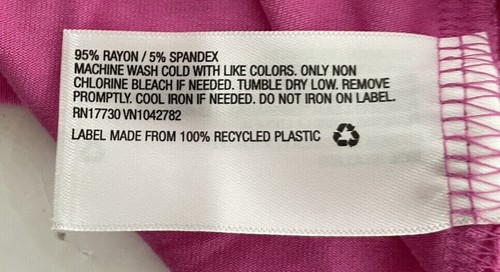 95% RAYON / 5% SPANDEX
MACHINE WASH COLD WITH LIKE COLORS. ONLY NON
CHLORINE BLEACH IF NEEDED. TUMBLE DRY LOW. REMOVE
PROMPTLY. COOL IRON IF NEEDED. DO NOT IRON ON LABEL.
RN17730 VN1042782
LABEL MADE FROM 100% RECYCLED PLASTIC